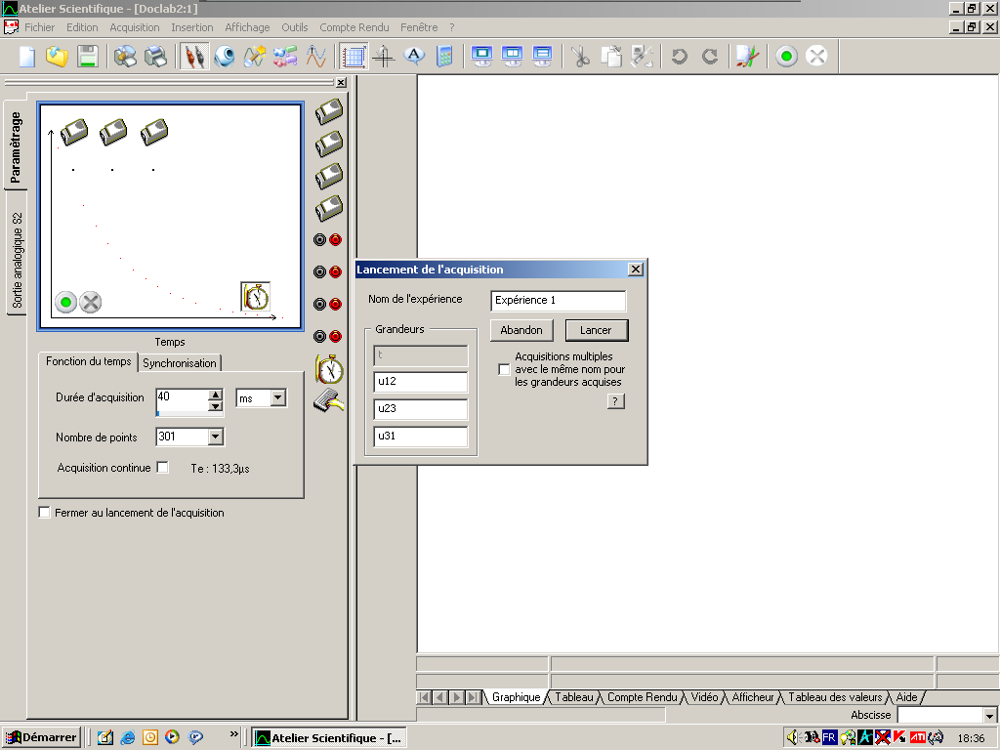 Atelier Scientifique - [Doclab2:1]
Fichier Edition Acquisition Insertion Affichage Outils Compte Rendu Fenêtre ?
Paramétrage
Sortie analogique S2
Temps
Fonction du temps Synchronisation
Durée d'acquisition 40 ms
Nombre de points 301
Acquisition continue Te : 133,3µs
Fermer au lancement de l'acquisition
Lancement de l'acquisition
Nom de l'expérience Expérience 1
Grandeurs
t
u12
u23
u31
Abandon Lancer
Acquisitions multiples
avec le même nom pour
les grandeurs acquises
?
Graphique Tableau Compte Rendu Vidéo Afficheur Tableau des valeurs Aide
Abscisse
Démarrer » Atelier Scientifique - [... FR ATI 18:36